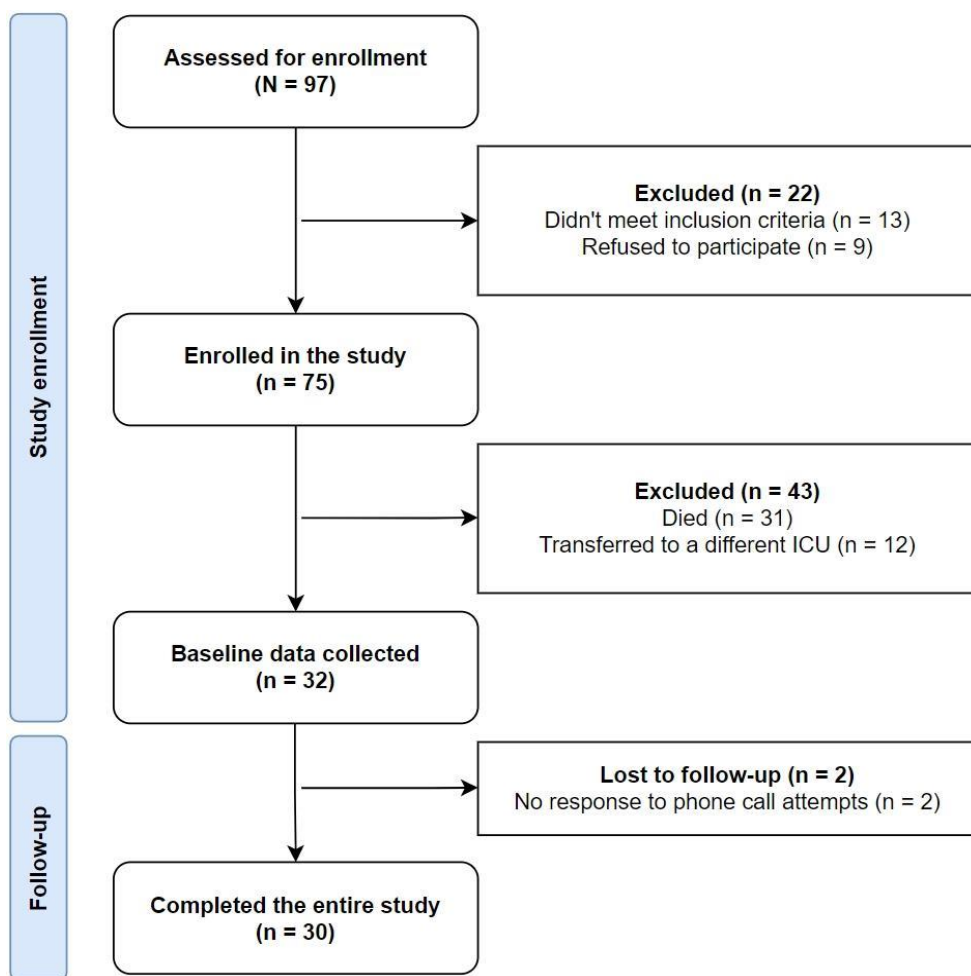 Study enrollment
Assessed for enrollment
(N = 97)
Excluded (n = 22)
Didn't meet inclusion criteria (n = 13)
Refused to participate (n = 9)
Enrolled in the study
(n = 75)
Excluded (n = 43)
Died (n = 31)
Transferred to a different ICU (n = 12)
Baseline data collected
(n = 32)
Follow-up
Lost to follow-up (n = 2)
No response to phone call attempts (n = 2)
Completed the entire study
(n = 30)